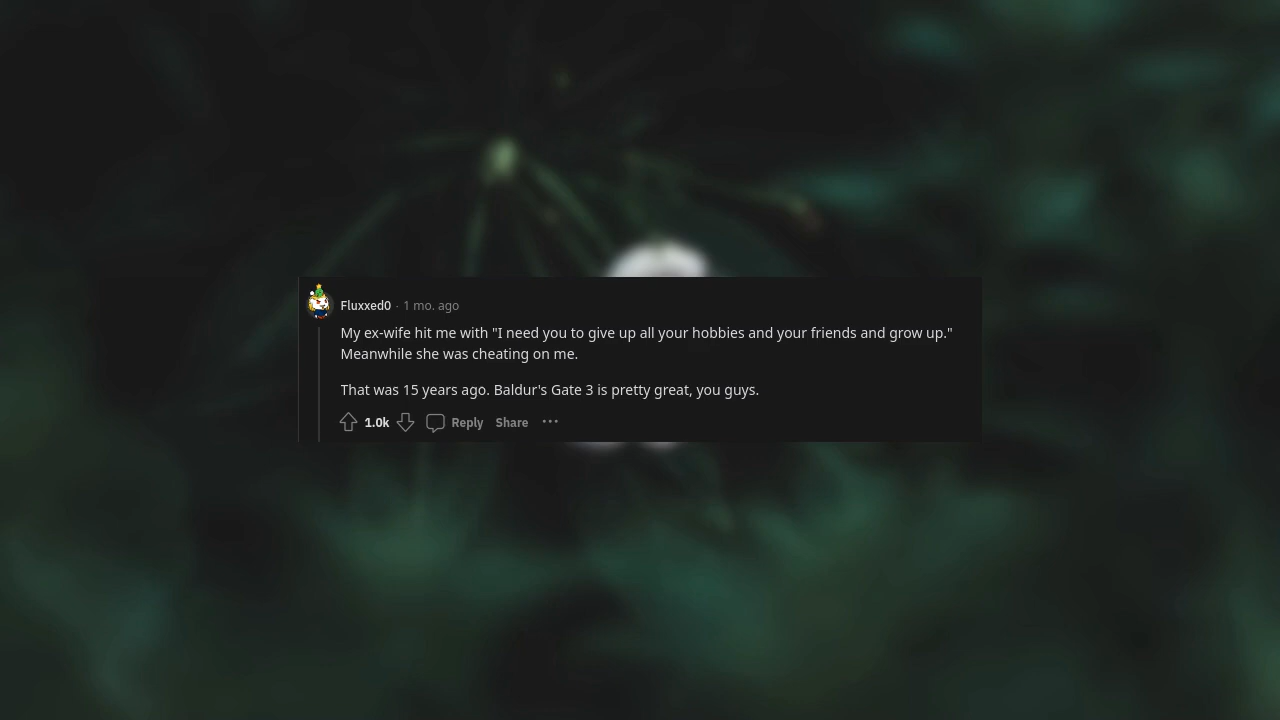 Fluxxed0 · 1 mo. ago
My ex-wife hit me with "I need you to give up all your hobbies and your friends and grow up."
Meanwhile she was cheating on me.
That was 15 years ago. Baldur's Gate 3 is pretty great, you guys.
1.0k Reply Share ···